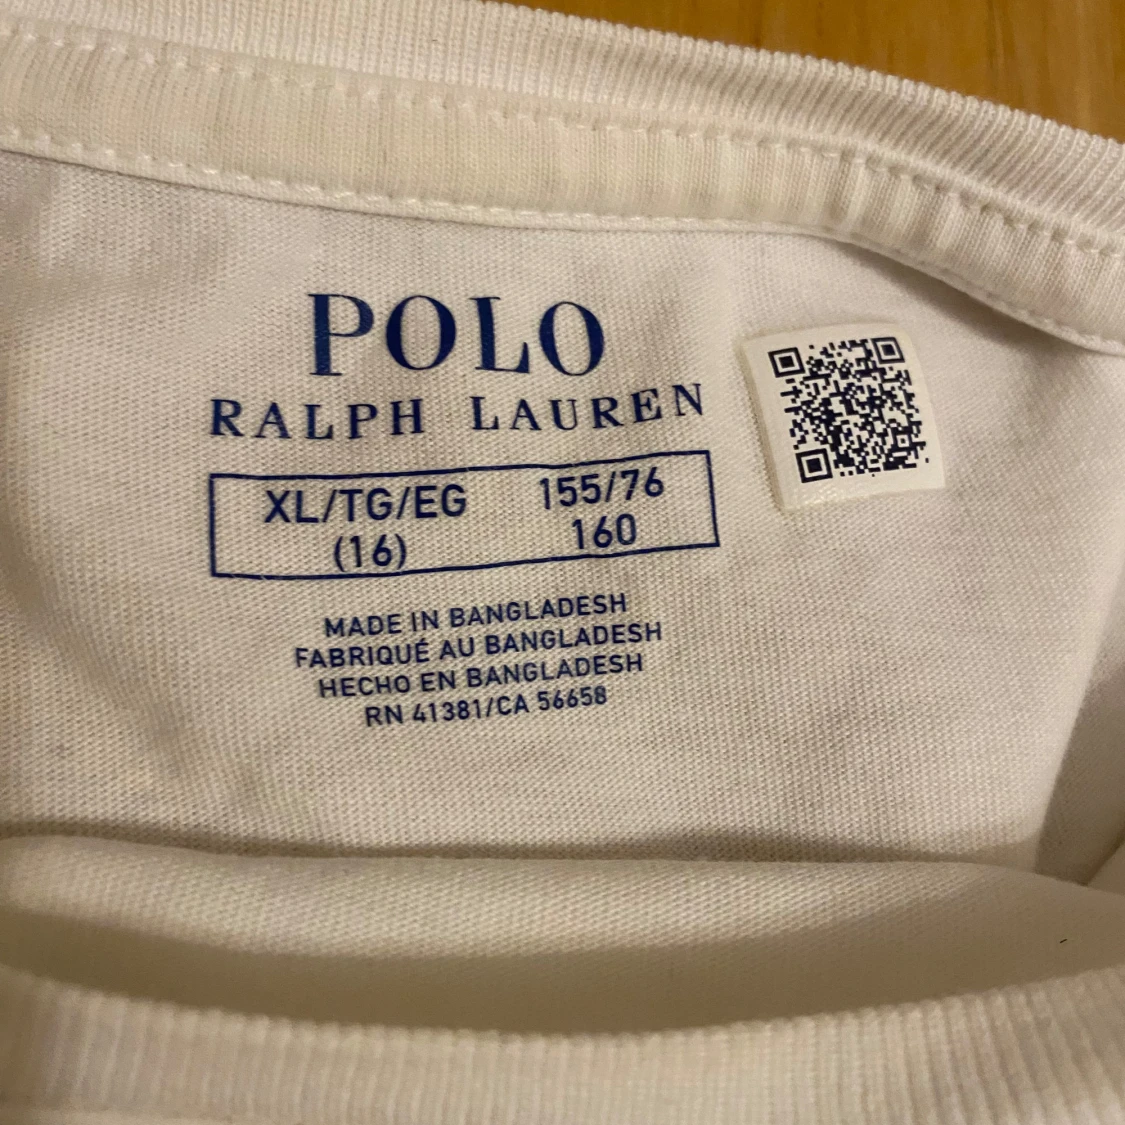 POLO
RALPH LAUREN
XL/TG/EG 155/76
(16) 160
MADE IN BANGLADESH
FABRIQUÉ AU BANGLADESH
HECHO EN BANGLADESH
RN 41381/CA 56658